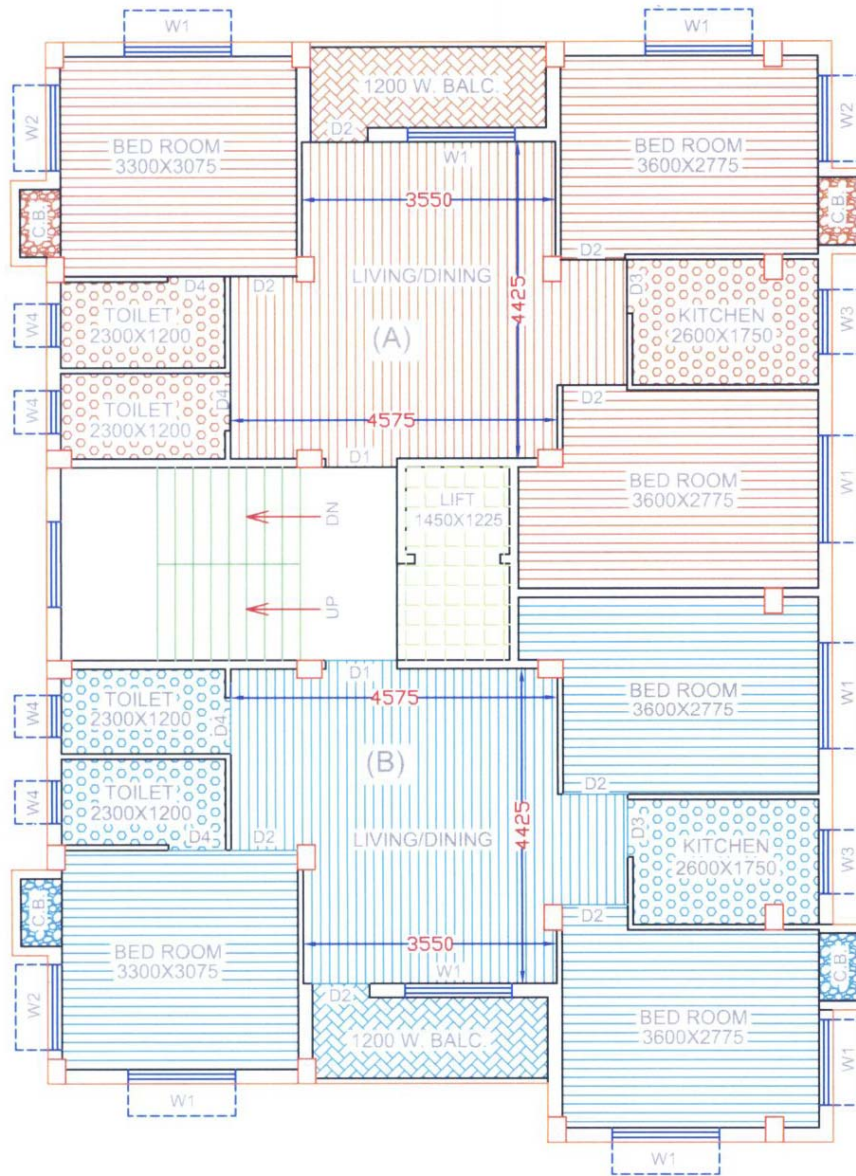 W1
W1
1200 W. BALC.
W2
BED ROOM
3300X3075
D2
W1
BED ROOM
3600X2775
W2
C.B.
3550
C.B.
D4
D2
LIVING/DINING
4425
D2
D3
W4
TOILET
2300X1200
KITCHEN
2600X1750
W3
(A)
W4
TOILET
2300X1200
D4
4575
D2
D1
BED ROOM
3600X2775
W1
LIFT
1450X1225
DN
UP
D1
W4
TOILET
2300X1200
D4
4575
BED ROOM
3600X2775
W1
(B)
W4
TOILET
2300X1200
D4
D2
LIVING/DINING
4425
D2
D3
KITCHEN
2600X1750
W3
C.B.
D2
BED ROOM
3300X3075
3550
C.B.
W2
W1
D2
1200 W. BALC.
BED ROOM
3600X2775
W1
W1
W1